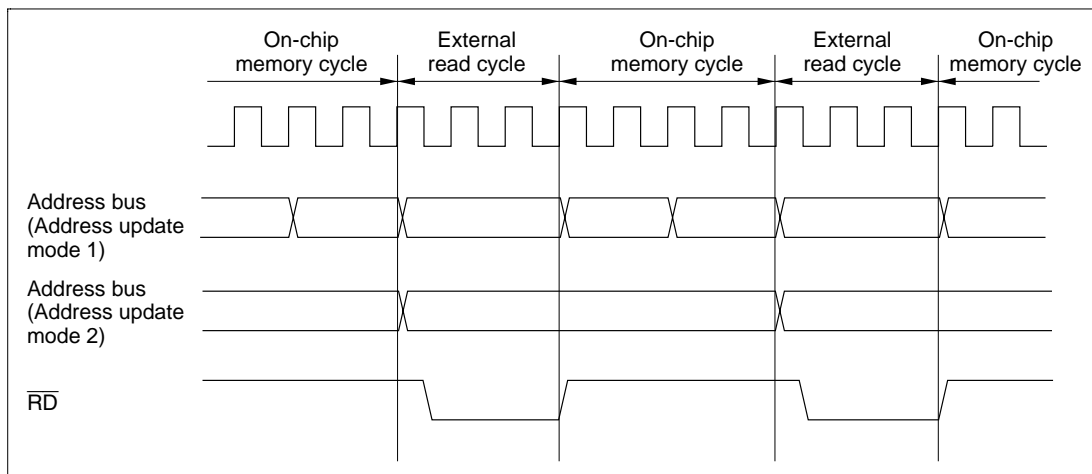 On-chip
memory cycle
External
read cycle
On-chip
memory cycle
External
read cycle
On-chip
memory cycle
Address bus
(Address update
mode 1)
Address bus
(Address update
mode 2)
R̅D̅